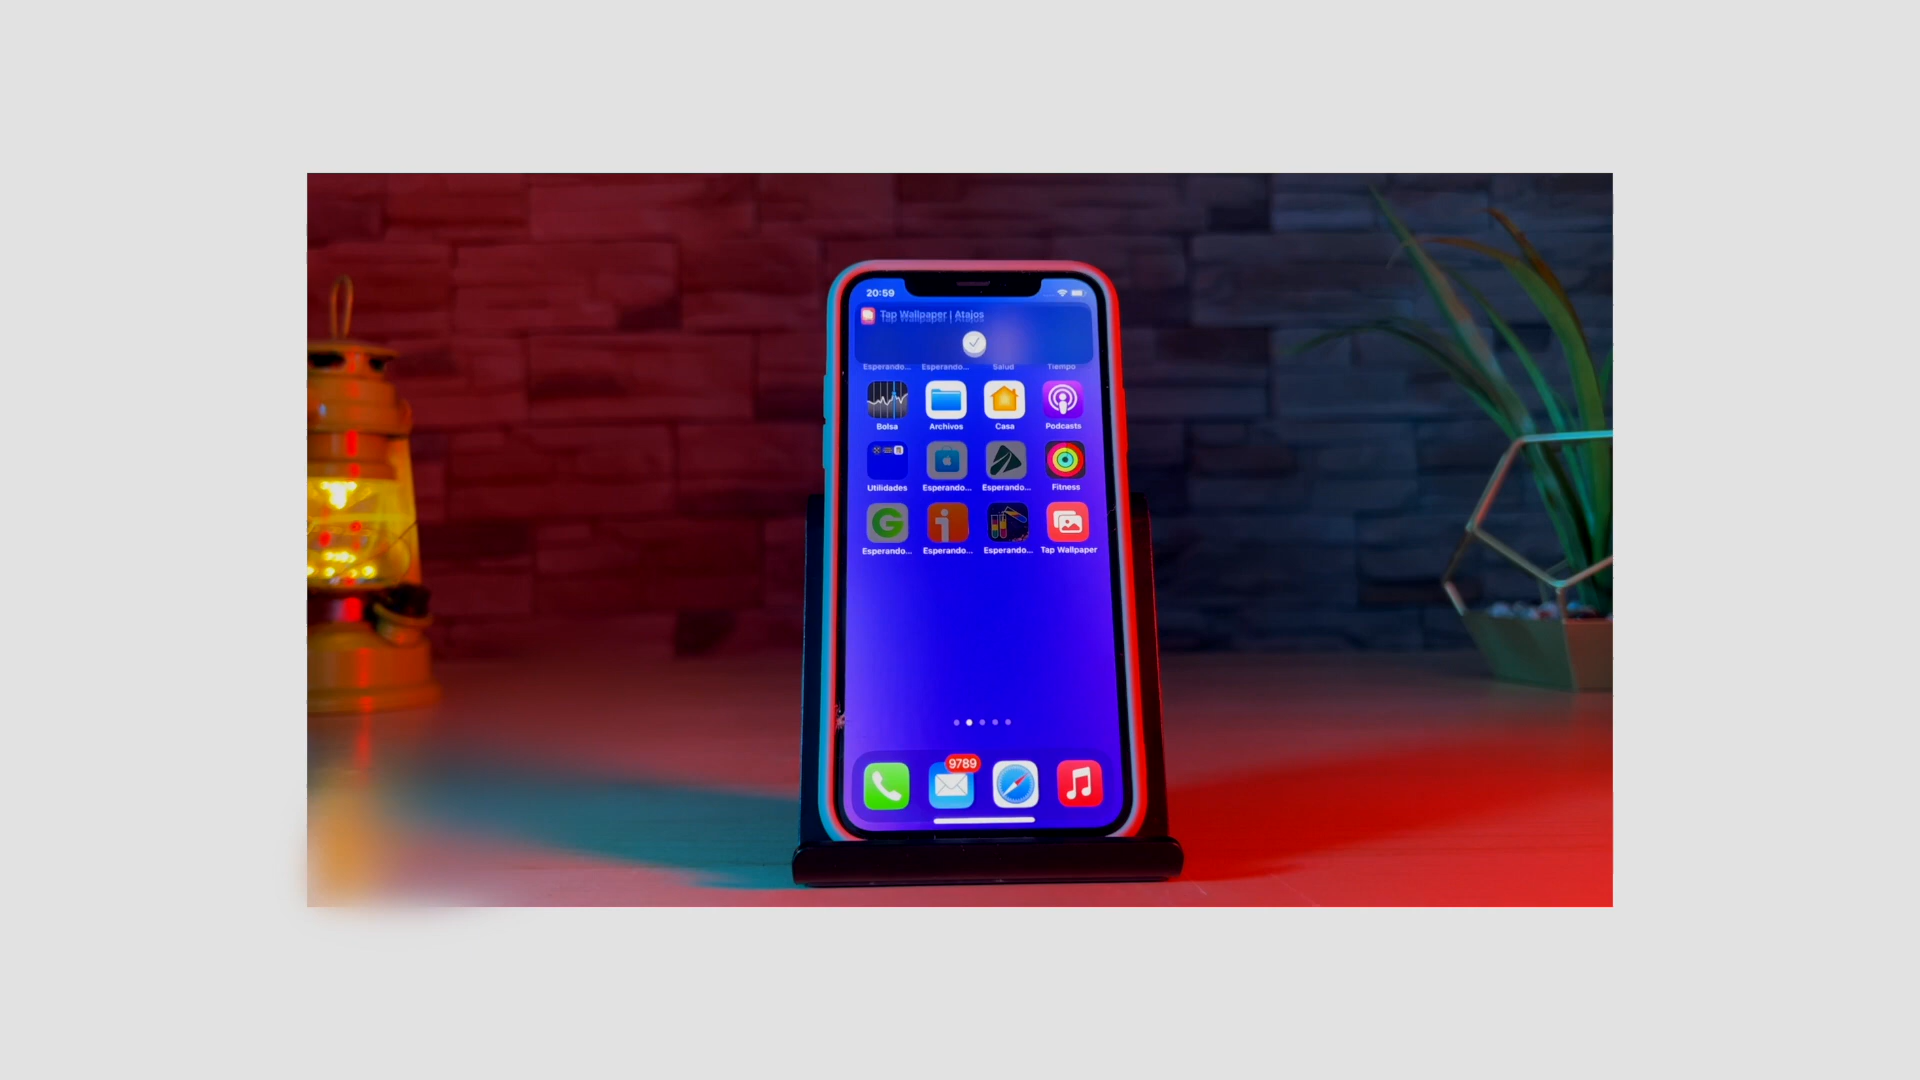 20:59
Tap Wallpaper | Atajos
Esperando... Esperando... Salud Tiempo
Bolsa Archivos Casa Podcasts
Utilidades Esperando... Esperando... Fitness
Esperando... Esperando... Esperando... Tap Wallpaper
9789